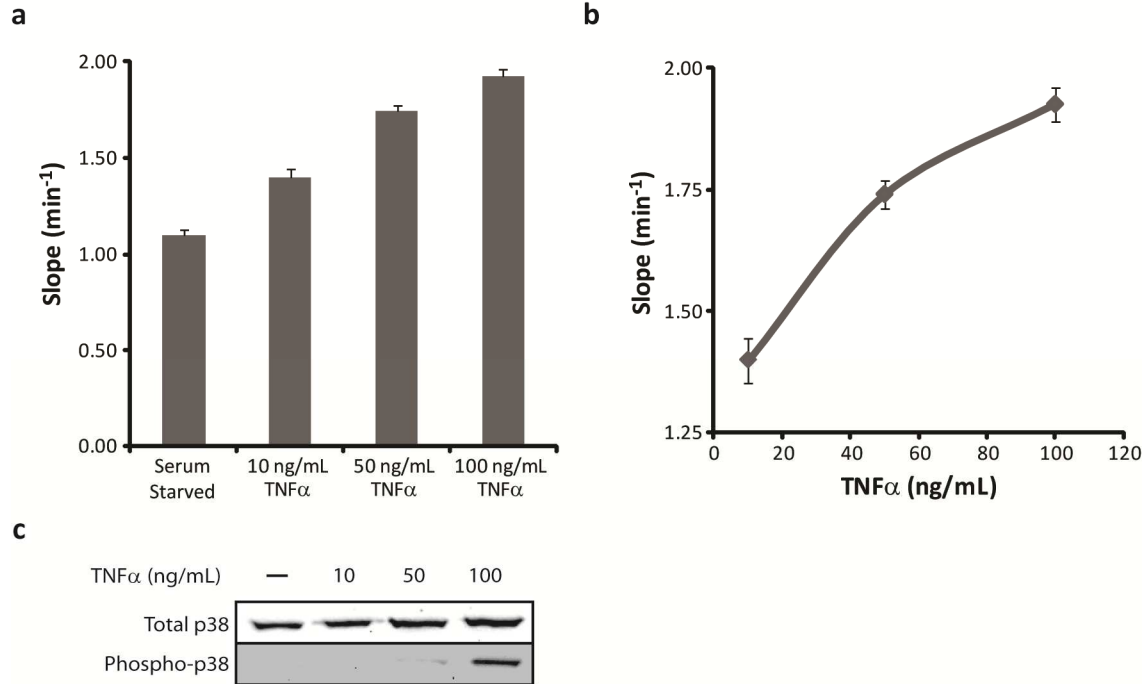 a
2.00
1.50
1.00
0.50
0.00
Slope (min-1)
Serum Starved
10 ng/mL TNFα
50 ng/mL TNFα
100 ng/mL TNFα
b
2.00
1.75
1.50
1.25
Slope (min-1)
0 20 40 60 80 100 120
TNFα (ng/mL)
c
TNFα (ng/mL) — 10 50 100
Total p38
Phospho-p38